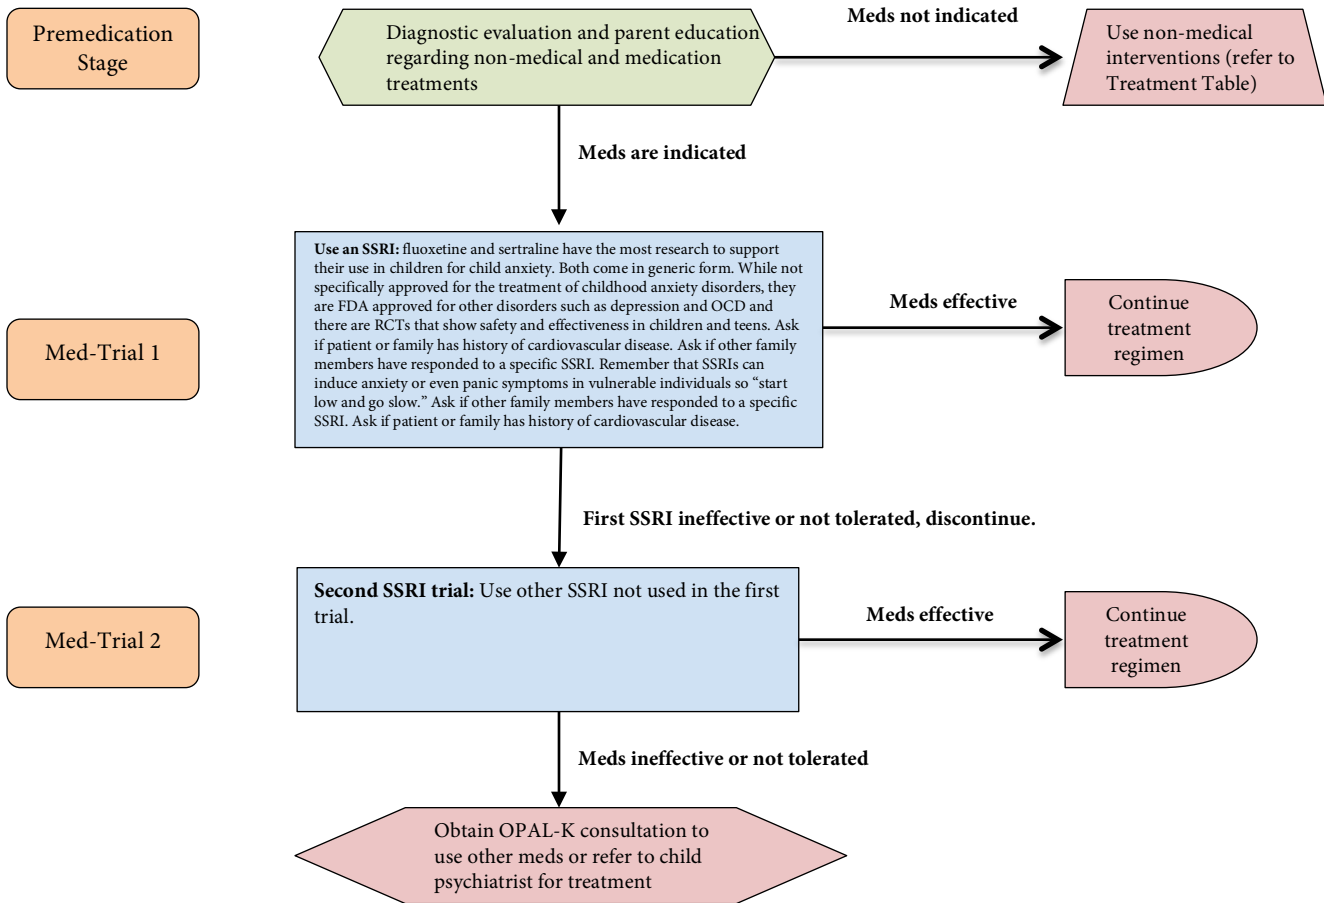 Premedication
Stage
Diagnostic evaluation and parent education
regarding non-medical and medication
treatments
Meds not indicated
Use non-medical
interventions (refer to
Treatment Table)
Meds are indicated
Med-Trial 1
Use an SSRI: fluoxetine and sertraline have the most research to support
their use in children for child anxiety. Both come in generic form. While not
specifically approved for the treatment of childhood anxiety disorders, they
are FDA approved for other disorders such as depression and OCD and
there are RCTs that show safety and effectiveness in children and teens. Ask
if patient or family has history of cardiovascular disease. Ask if other family
members have responded to a specific SSRI. Remember that SSRIs can
induce anxiety or even panic symptoms in vulnerable individuals so “start
low and go slow.” Ask if other family members have responded to a specific
SSRI. Ask if patient or family has history of cardiovascular disease.
Meds effective
Continue
treatment
regimen
First SSRI ineffective or not tolerated, discontinue.
Med-Trial 2
Second SSRI trial: Use other SSRI not used in the first
trial.
Meds effective
Continue
treatment
regimen
Meds ineffective or not tolerated
Obtain OPAL-K consultation to
use other meds or refer to child
psychiatrist for treatment